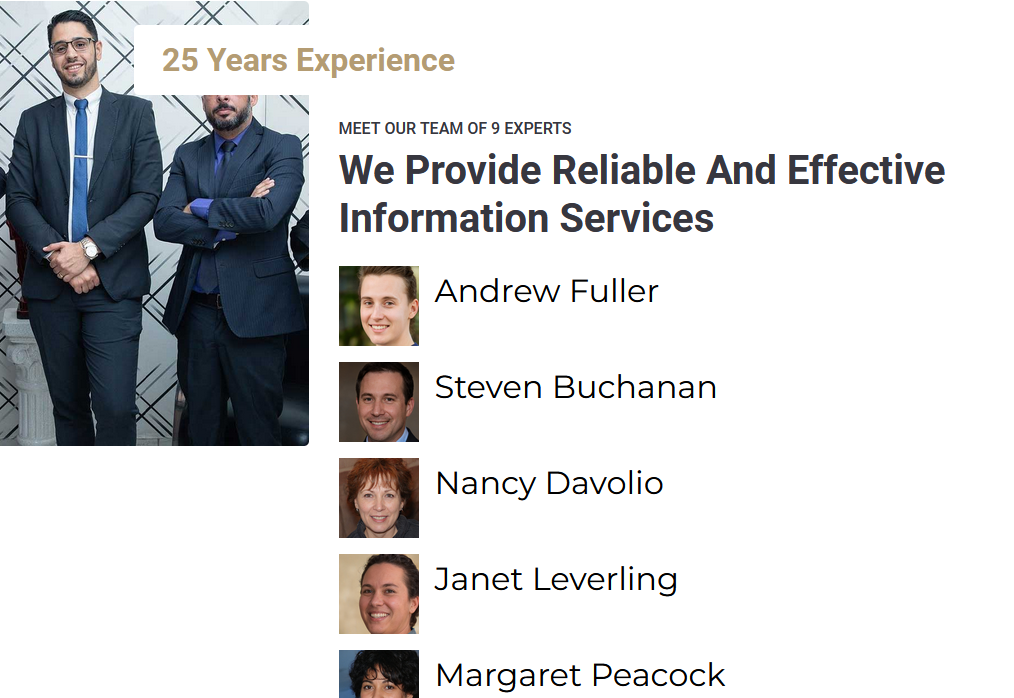 25 Years Experience
MEET OUR TEAM OF 9 EXPERTS
We Provide Reliable And Effective
Information Services
Andrew Fuller
Steven Buchanan
Nancy Davolio
Janet Leverling
Margaret Peacock